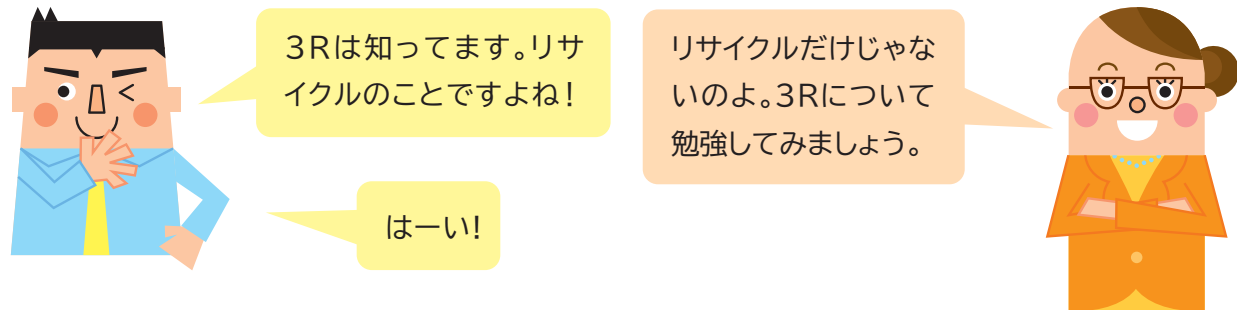 ３Rは知ってます。リサ
イクルのことですよね！
リサイクルだけじゃな
いのよ。３Rについて
勉強してみましょう。
はーい！